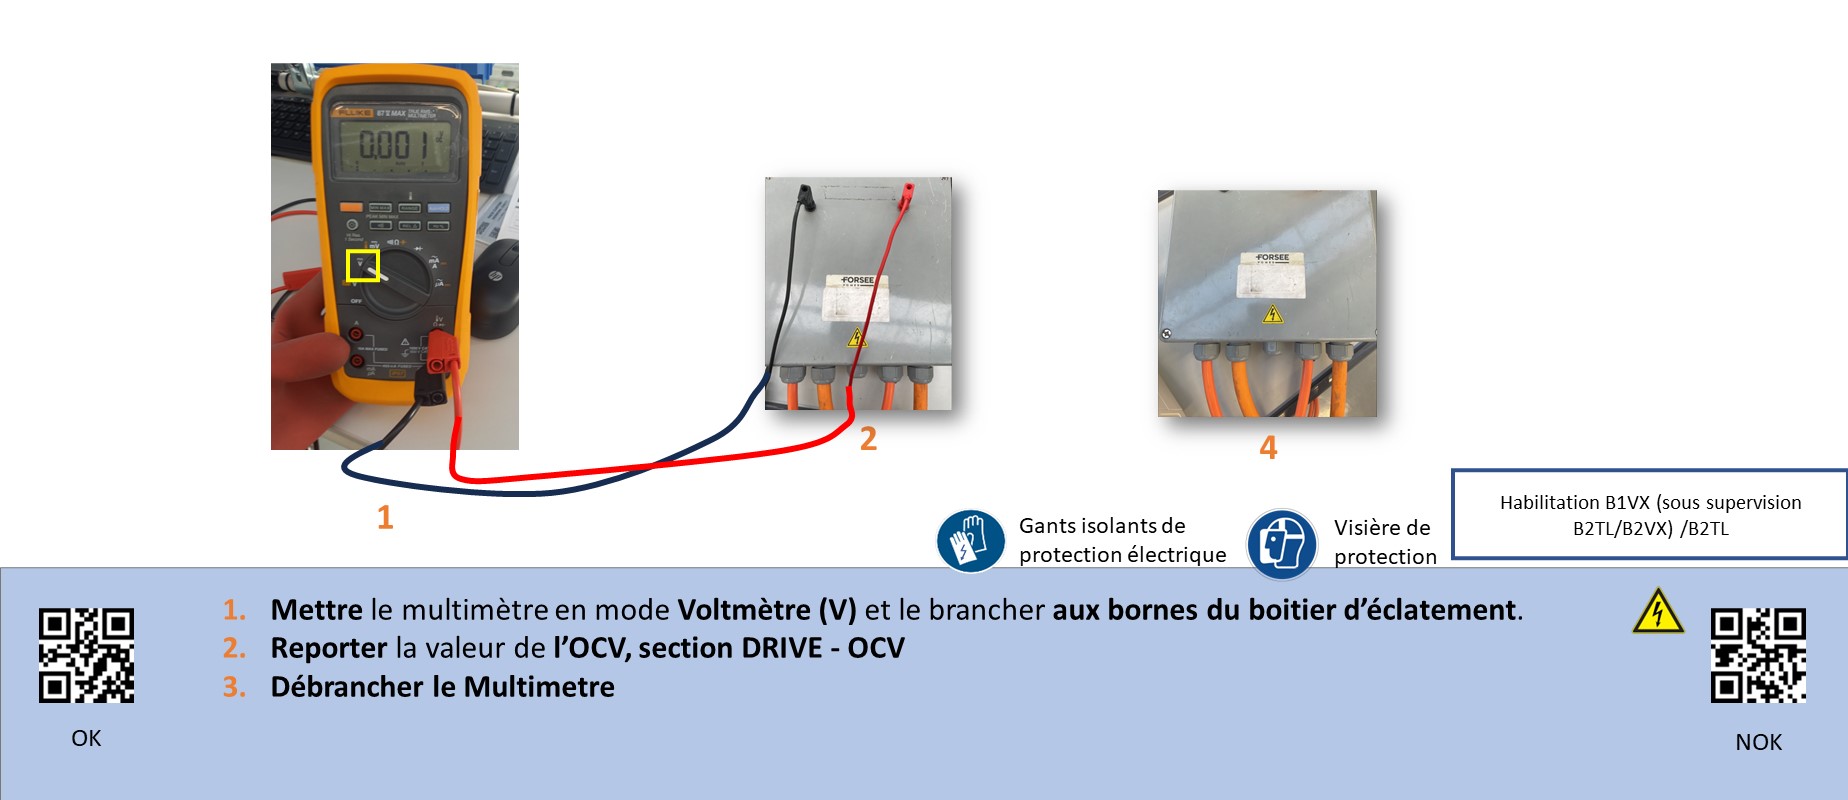 FLUKE 87 V MAX TRUE RMS
MULTIMETER
0.001
OFF
FORSEE
POWER
FORSEE
POWER
2
4
1
Habilitation B1VX (sous supervision
B2TL/B2VX) /B2TL
Gants isolants de
protection électrique
Visière de
protection
1. Mettre le multimètre en mode Voltmètre (V) et le brancher aux bornes du boitier d’éclatement.
2. Reporter la valeur de l’OCV, section DRIVE - OCV
3. Débrancher le Multimetre
OK
NOK